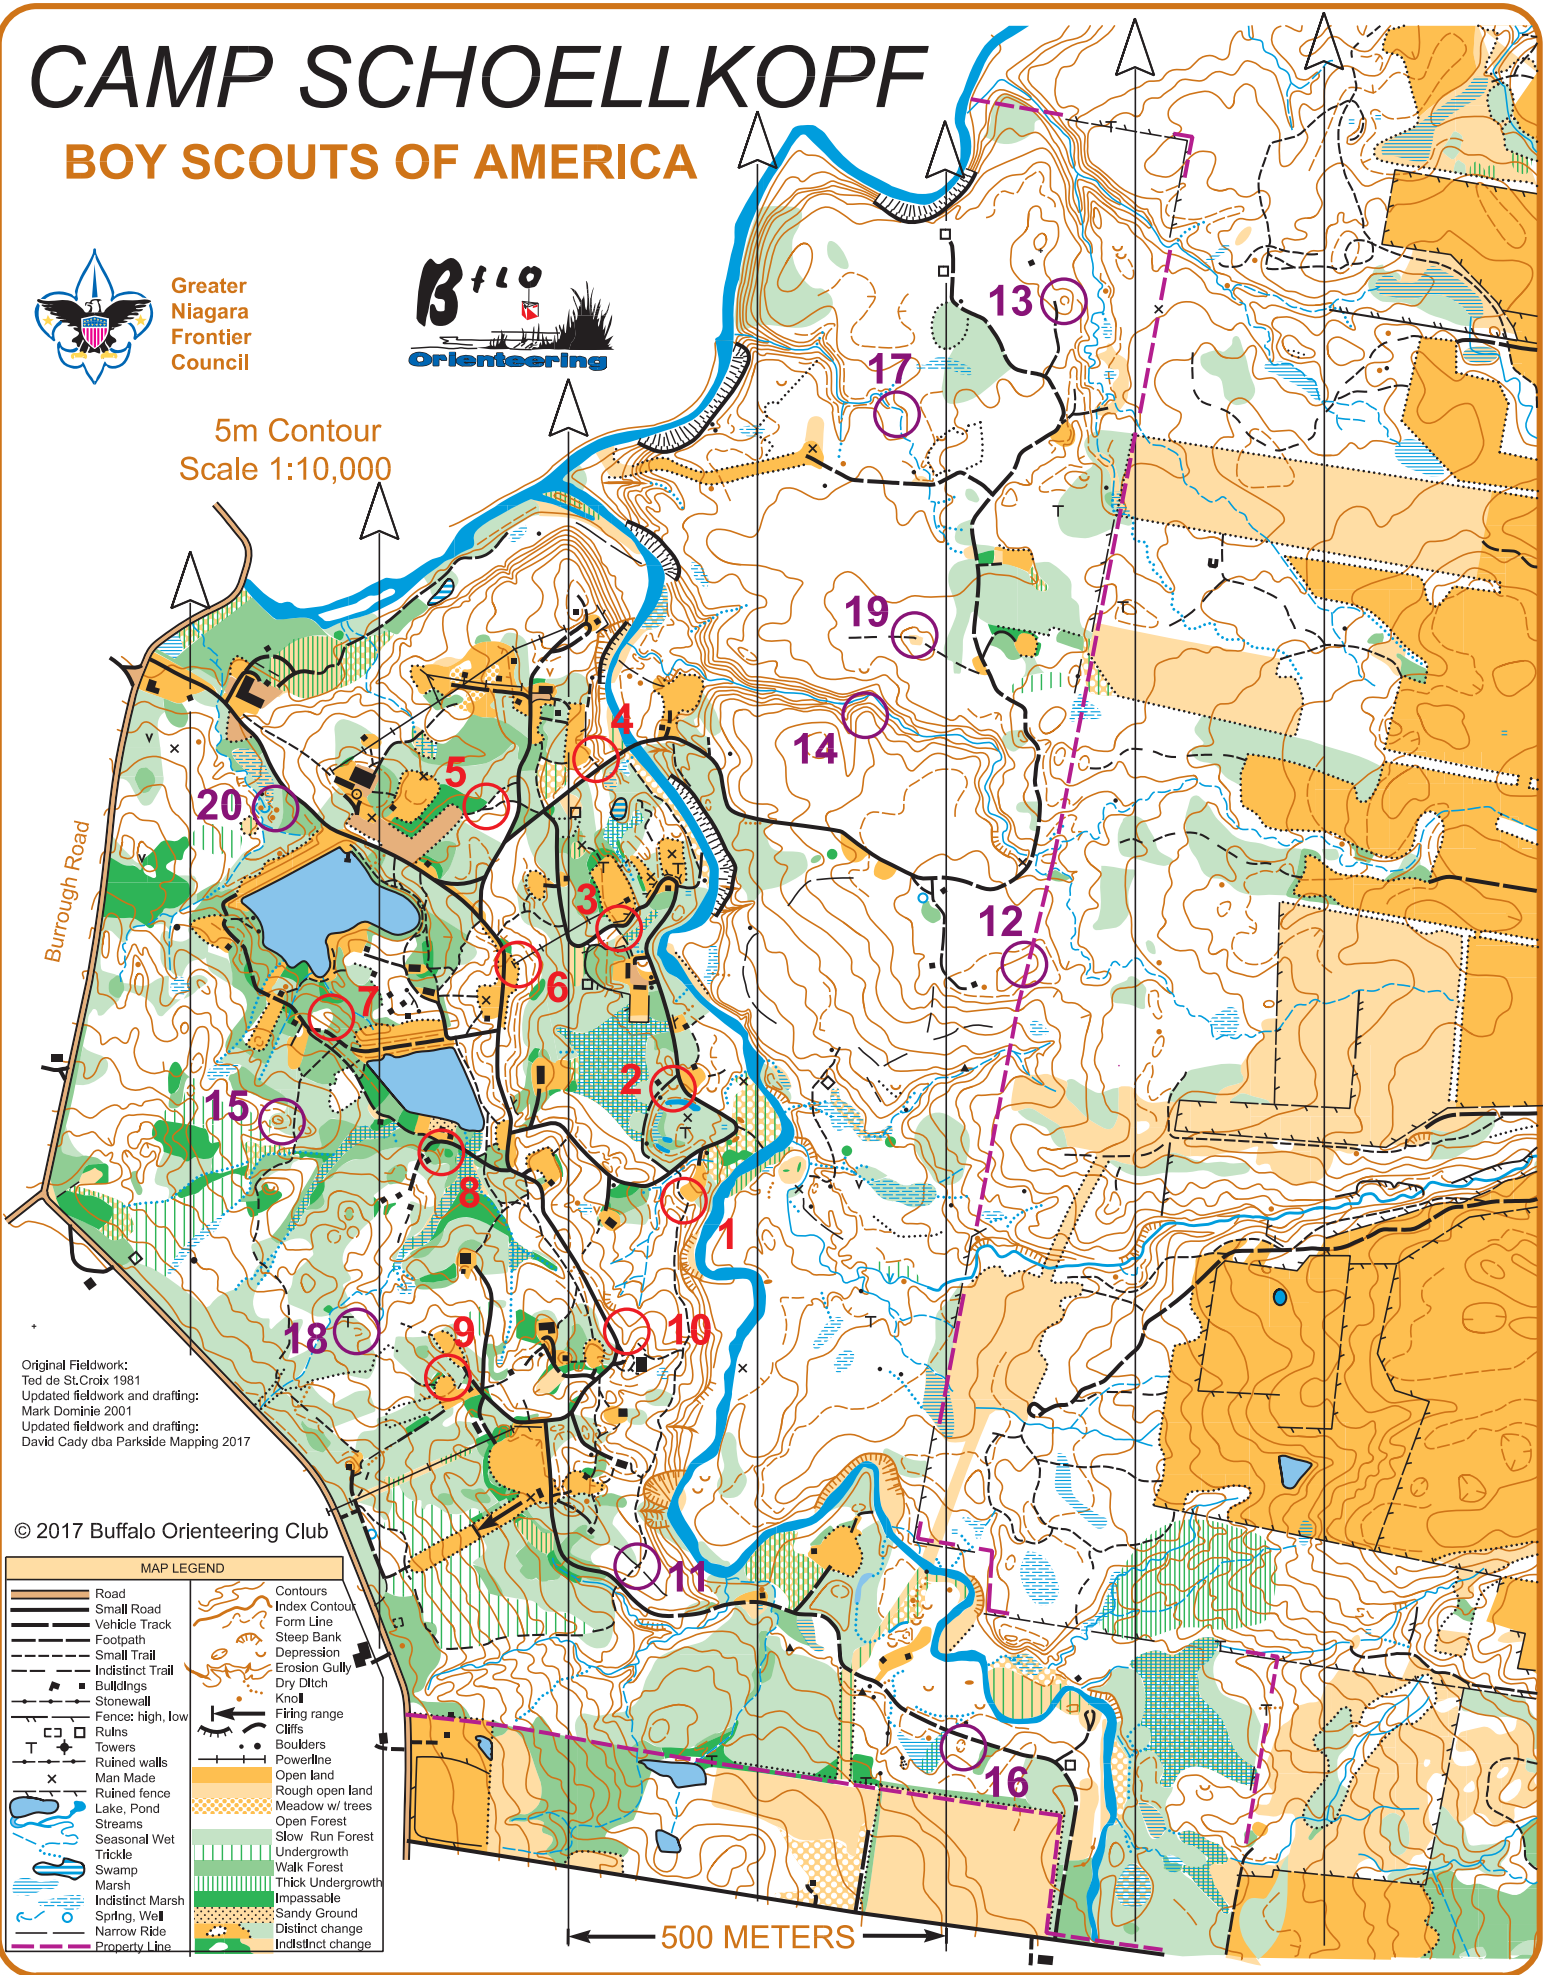 CAMP SCHOELLKOPF
BOY SCOUTS OF AMERICA
Greater
Niagara
Frontier
Council
BFLO
Orienteering
5m Contour
Scale 1:10,000
13
17
19
14
4
5
20
3
12
6
7
2
15
8
1
18
9
10
11
16
Burrough Road
Original Fieldwork:
Ted de St.Croix 1981
Updated fieldwork and drafting:
Mark Dominie 2001
Updated fieldwork and drafting:
David Cady dba Parkside Mapping 2017
© 2017 Buffalo Orienteering Club
MAP LEGEND
Road
Small Road
Vehicle Track
Footpath
Small Trail
Indistinct Trail
Buildings
Stonewall
Fence: high, low
Ruins
Towers
Ruined walls
Man Made
Ruined fence
Lake, Pond
Streams
Seasonal Wet
Trickle
Swamp
Marsh
Indistinct Marsh
Spring, Well
Narrow Ride
Property Line
Contours
Index Contour
Form Line
Steep Bank
Depression
Erosion Gully
Dry Ditch
Knoll
Firing range
Cliffs
Boulders
Powerline
Open land
Rough open land
Meadow w/ trees
Open Forest
Slow Run Forest
Undergrowth
Walk Forest
Thick Undergrowth
Impassable
Sandy Ground
Distinct change
Indistinct change
500 METERS